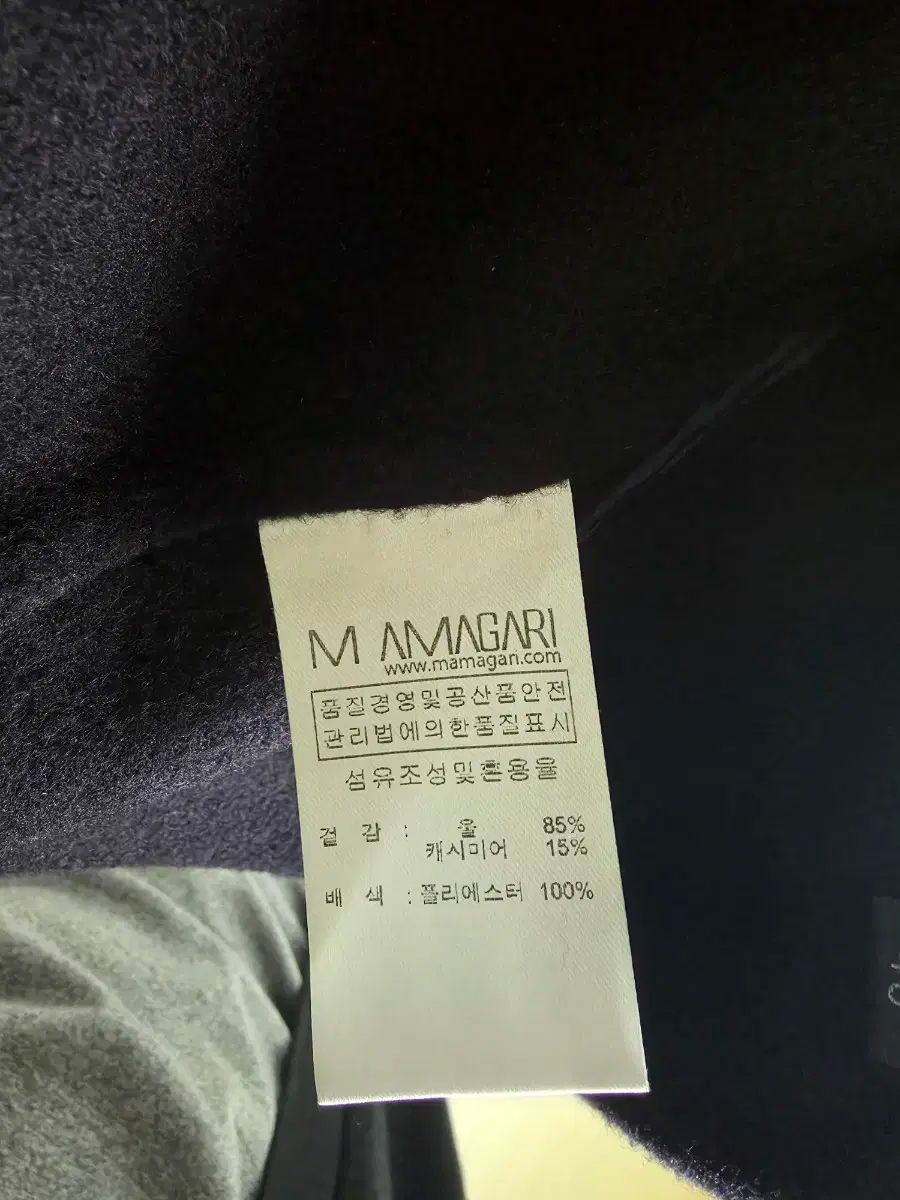 M AMAGARI
www.mamagari.com
품질경영및공산품안전
관리법에의한품질표시
섬유조성및혼용율
겉 감 : 울 85%
캐시미어 15%
배 색 : 폴리에스터 100%